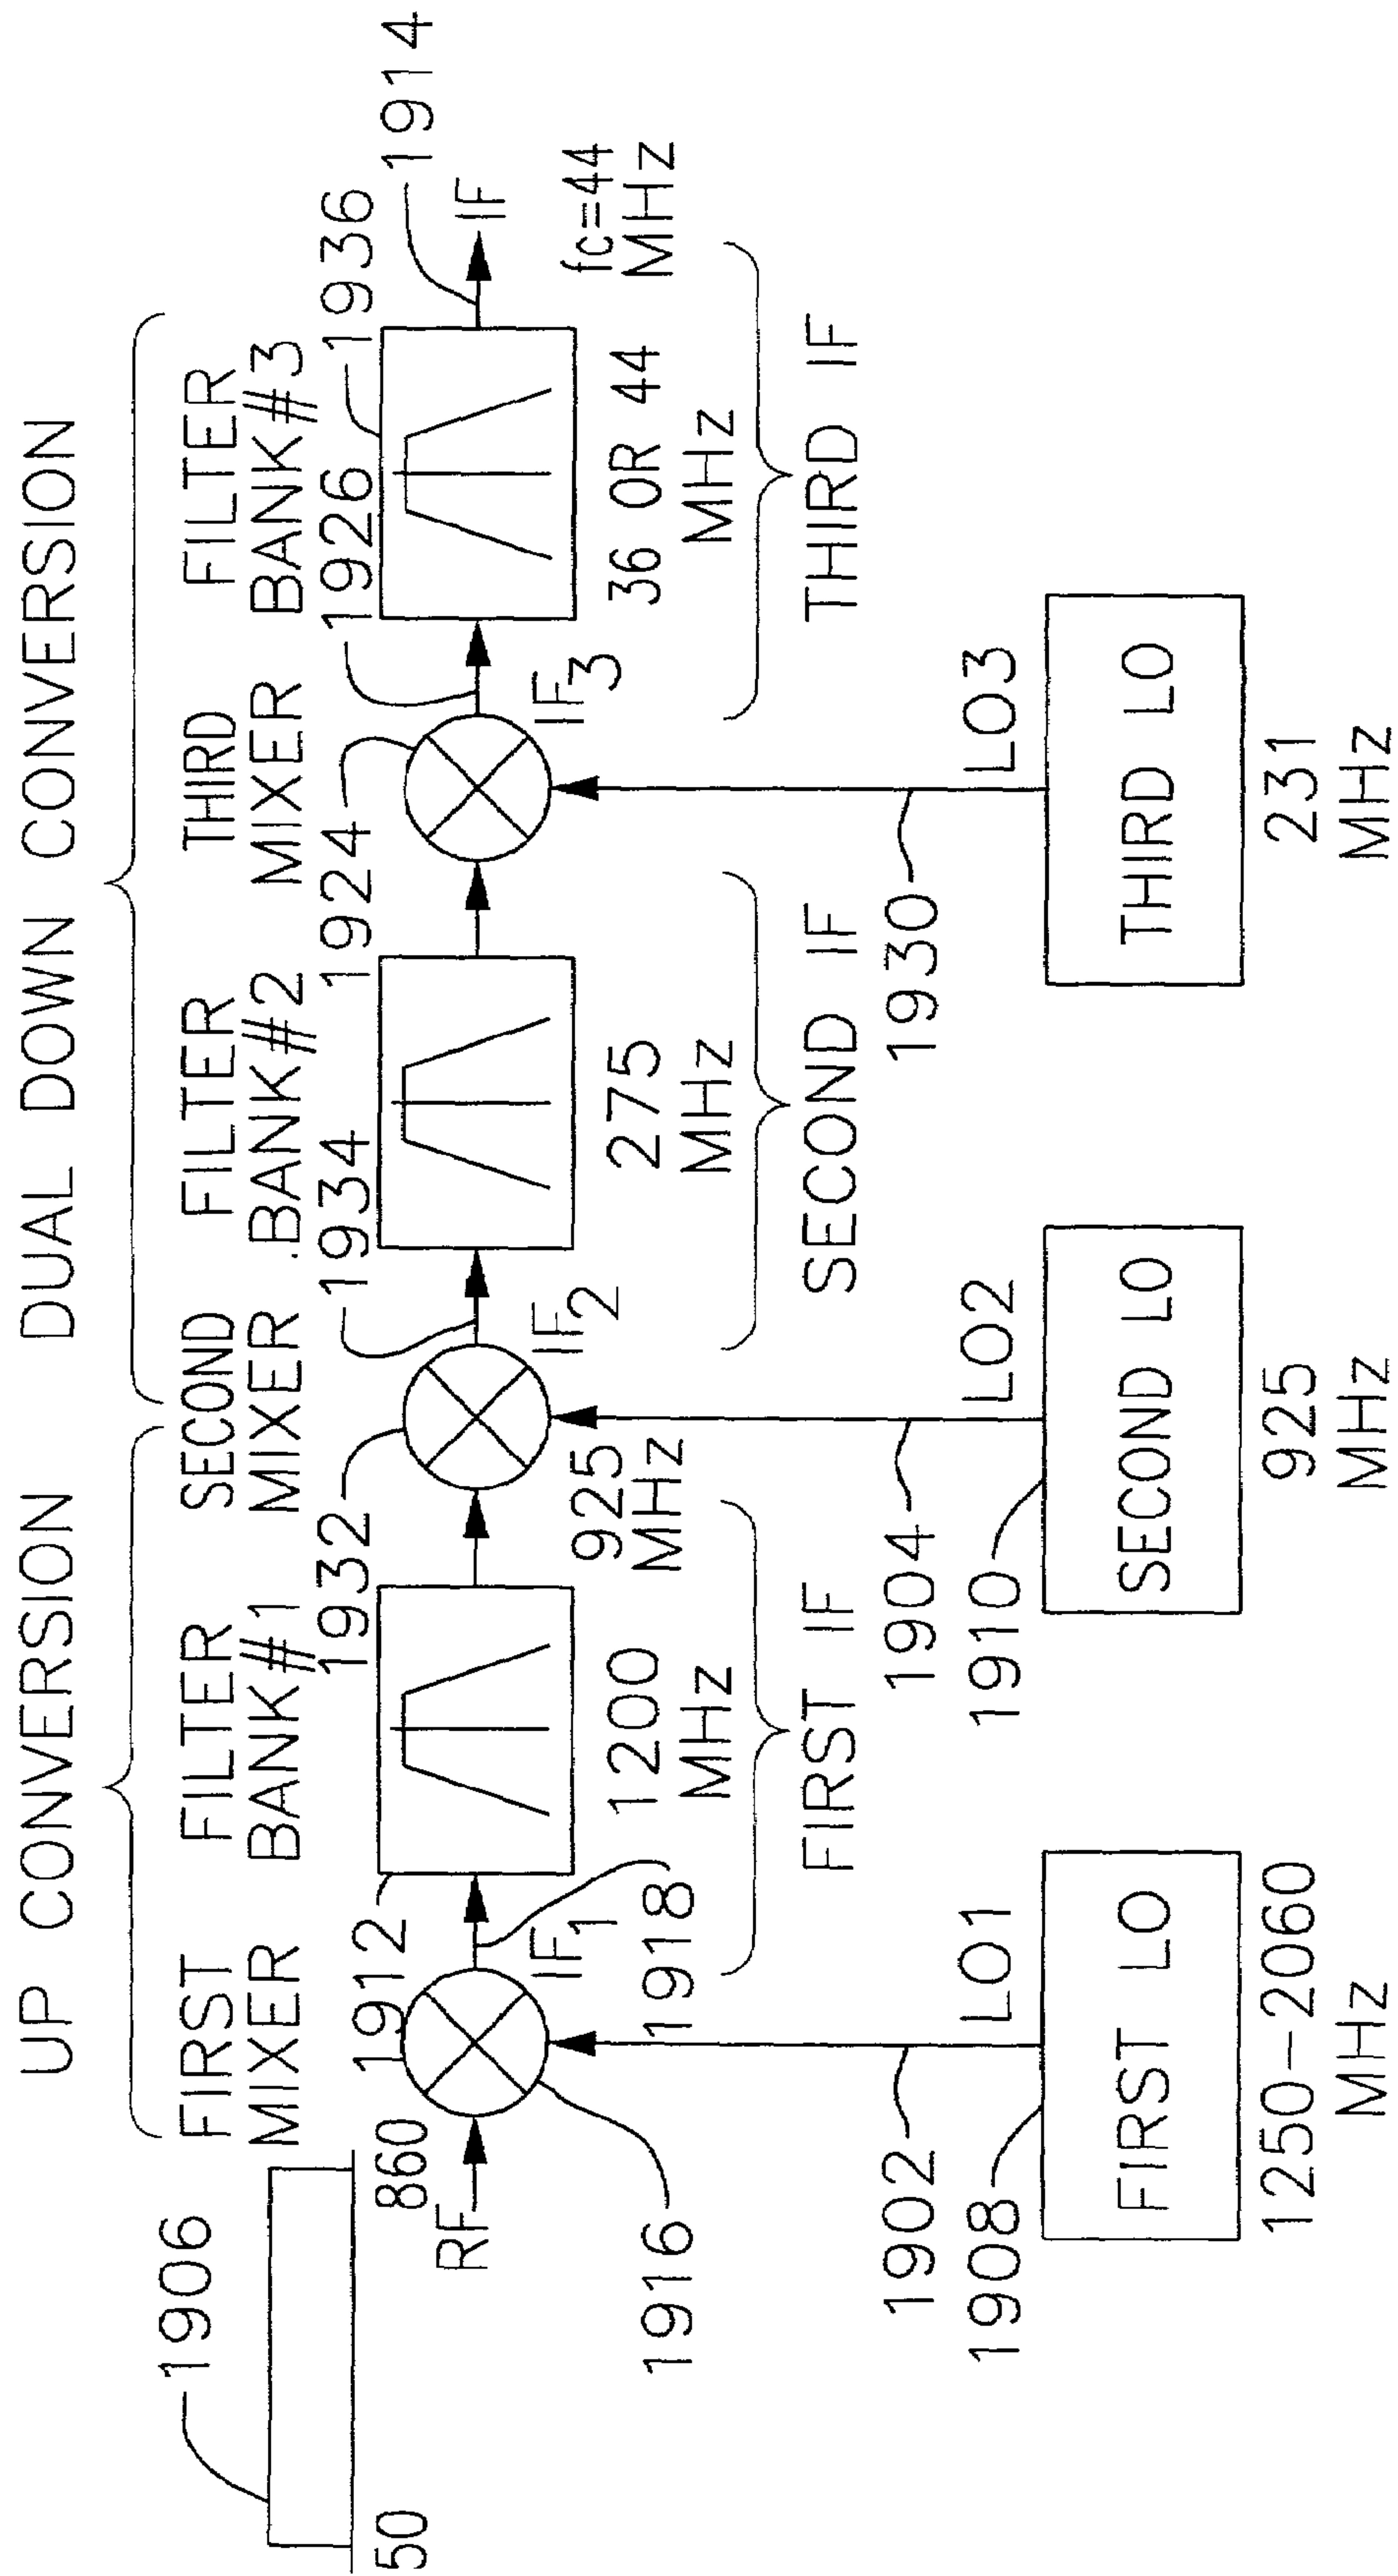 UP CONVERSION
DUAL DOWN CONVERSION
FIRST
MIXER
FILTER
BANK#1
SECOND
MIXER
FILTER
.BANK#2
THIRD
MIXER
FILTER
BANK#3
1906
50
860
RF
1916
1912
IF1
1918
1932
1200
MHz
FIRST IF
925
MHz
1934
IF2
275
MHz
SECOND IF
1924
1926
IF3
1936
36 OR 44
MHz
THIRD IF
1914
IF
fc=44
MHz
1902
LO1
1908
FIRST LO
1250-2060
MHz
1904
LO2
1910
SECOND LO
925
MHz
1930
LO3
THIRD LO
231
MHz